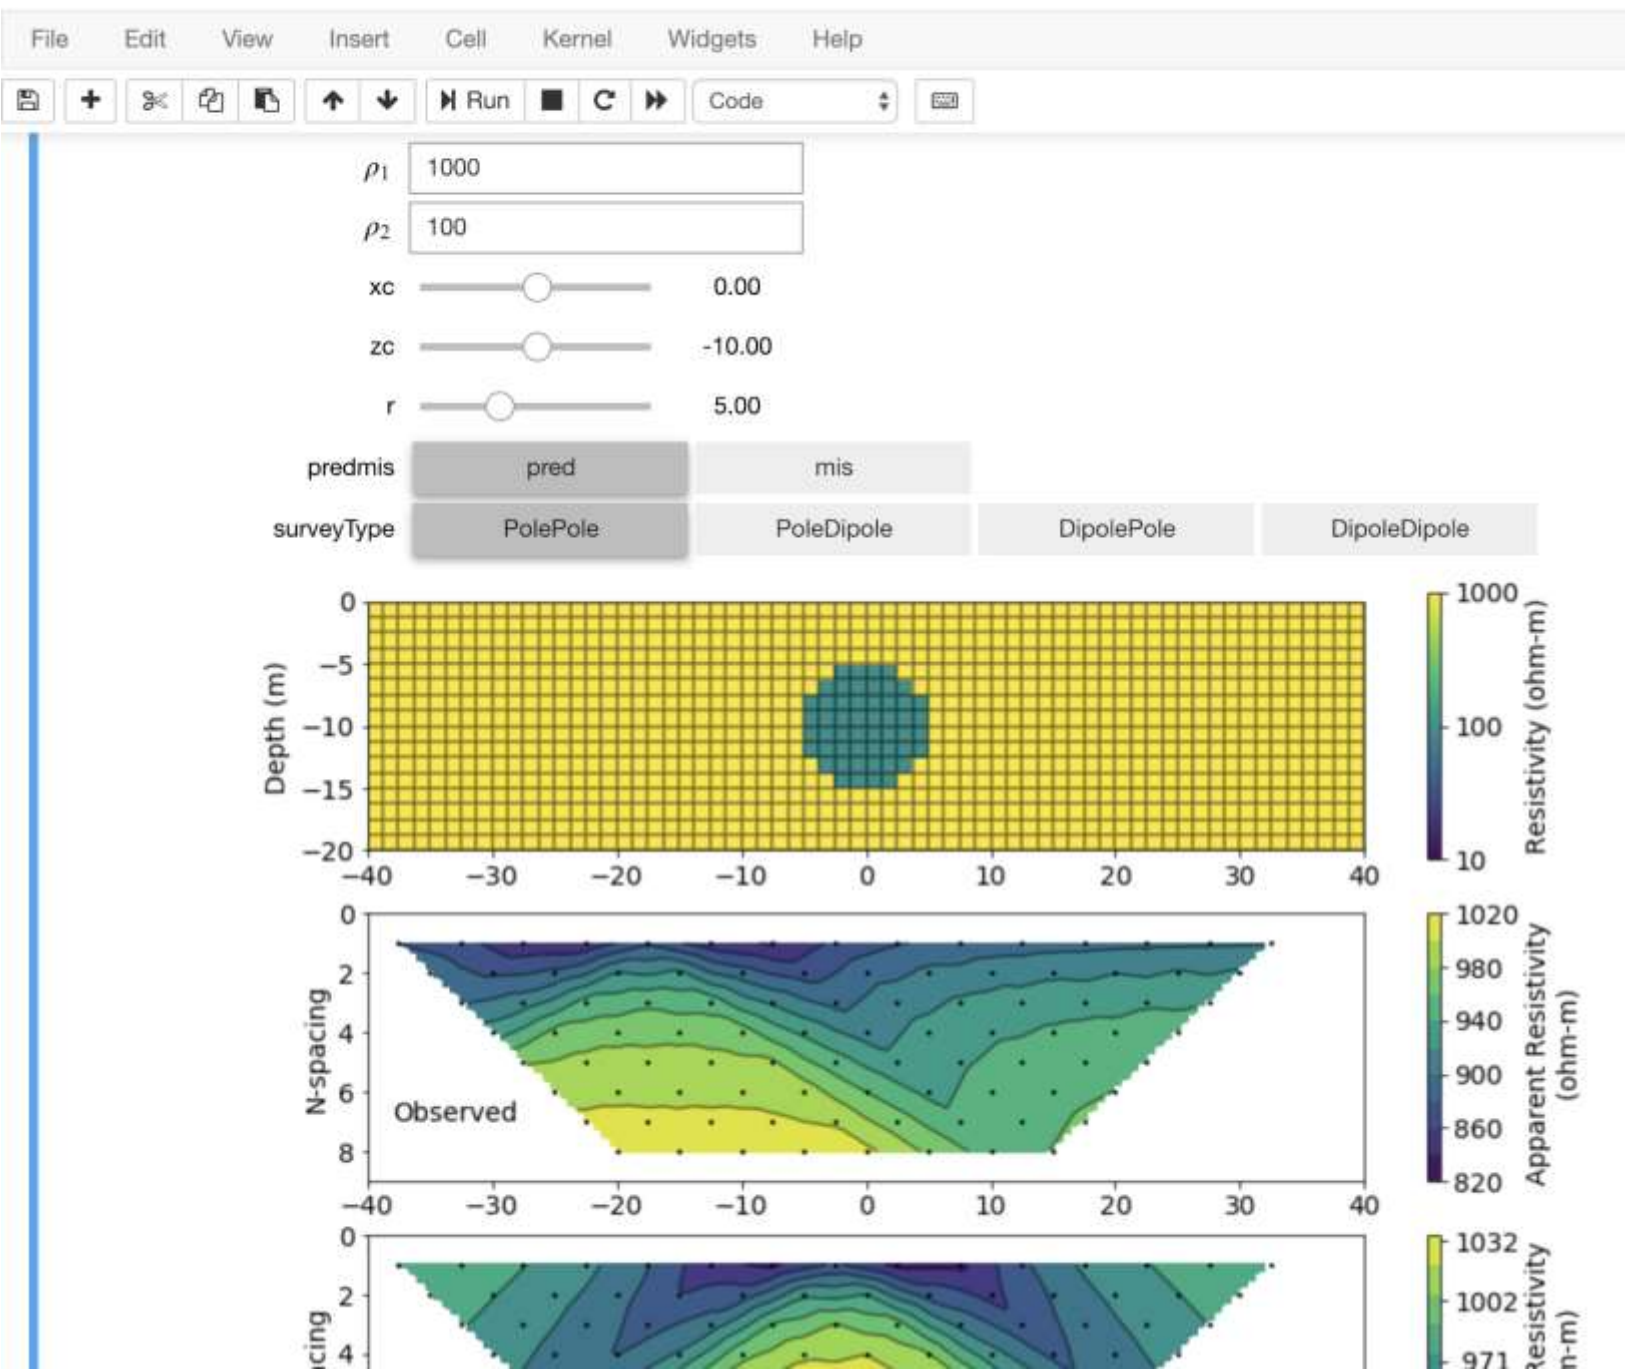 File Edit View Insert Cell Kernel Widgets Help
Run Code
ρ1 1000
ρ2 100
xc 0.00
zc -10.00
r 5.00
predmis pred mis
surveyType PolePole PoleDipole DipolePole DipoleDipole
0
−5
−10
−15
−20
Depth (m)
−40 −30 −20 −10 0 10 20 30 40
1000
100
10
Resistivity (ohm-m)
0
2
4
6
8
N-spacing
Observed
−40 −30 −20 −10 0 10 20 30 40
1020
980
940
900
860
820
Apparent Resistivity
(ohm-m)
0
2
4
cing
1032
1002
971
Resistivity
m-m)